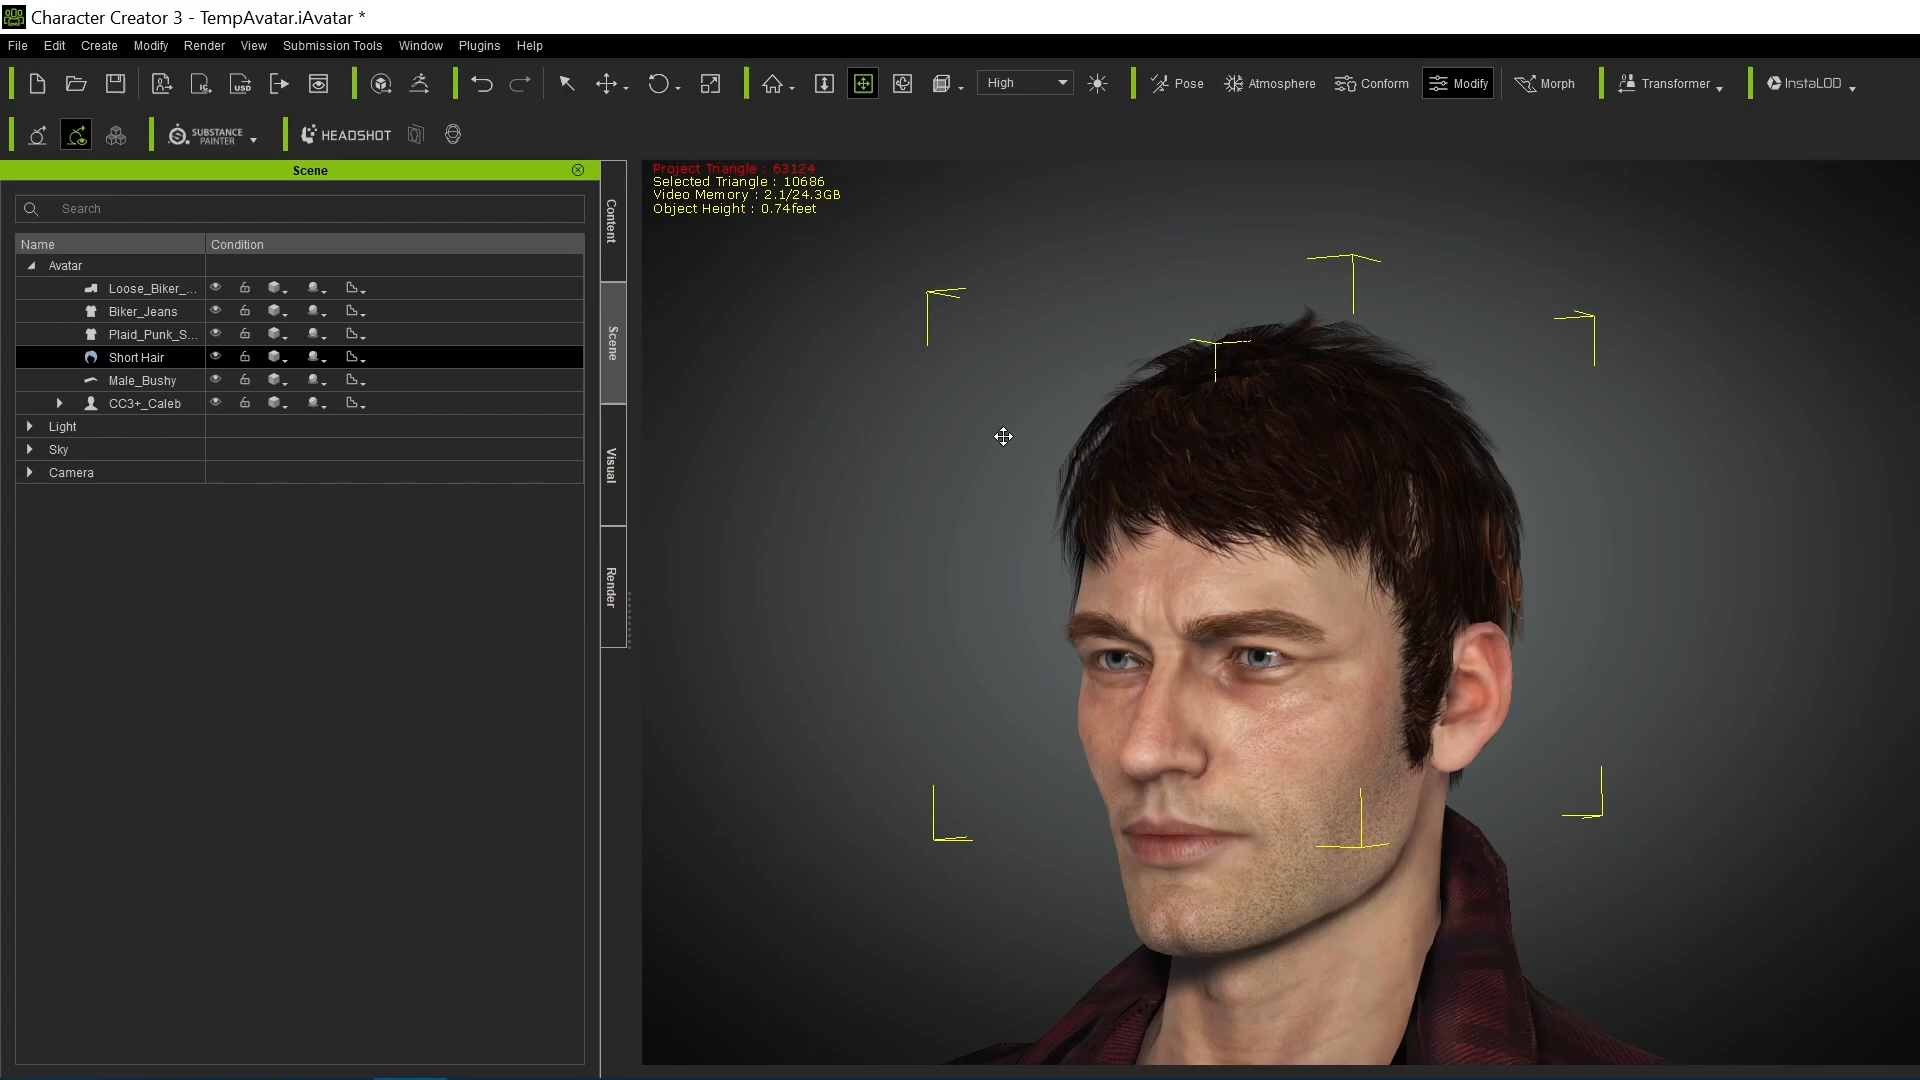 Character Creator 3 - TempAvatar.iAvatar *
File Edit Create Modify Render View Submission Tools Window Plugins Help
IC USD High Pose Atmosphere Conform Modify Morph Transformer InstaLOD
SUBSTANCE PAINTER HEADSHOT
Scene
Search
Name Condition
Avatar
Loose_Biker_...
Biker_Jeans
Plaid_Punk_S...
Short Hair
Male_Bushy
CC3+_Caleb
Light
Sky
Camera
Content
Scene
Visual
Render
Project Triangle : 63124
Selected Triangle : 10686
Video Memory : 2.1/24.3GB
Object Height : 0.74feet